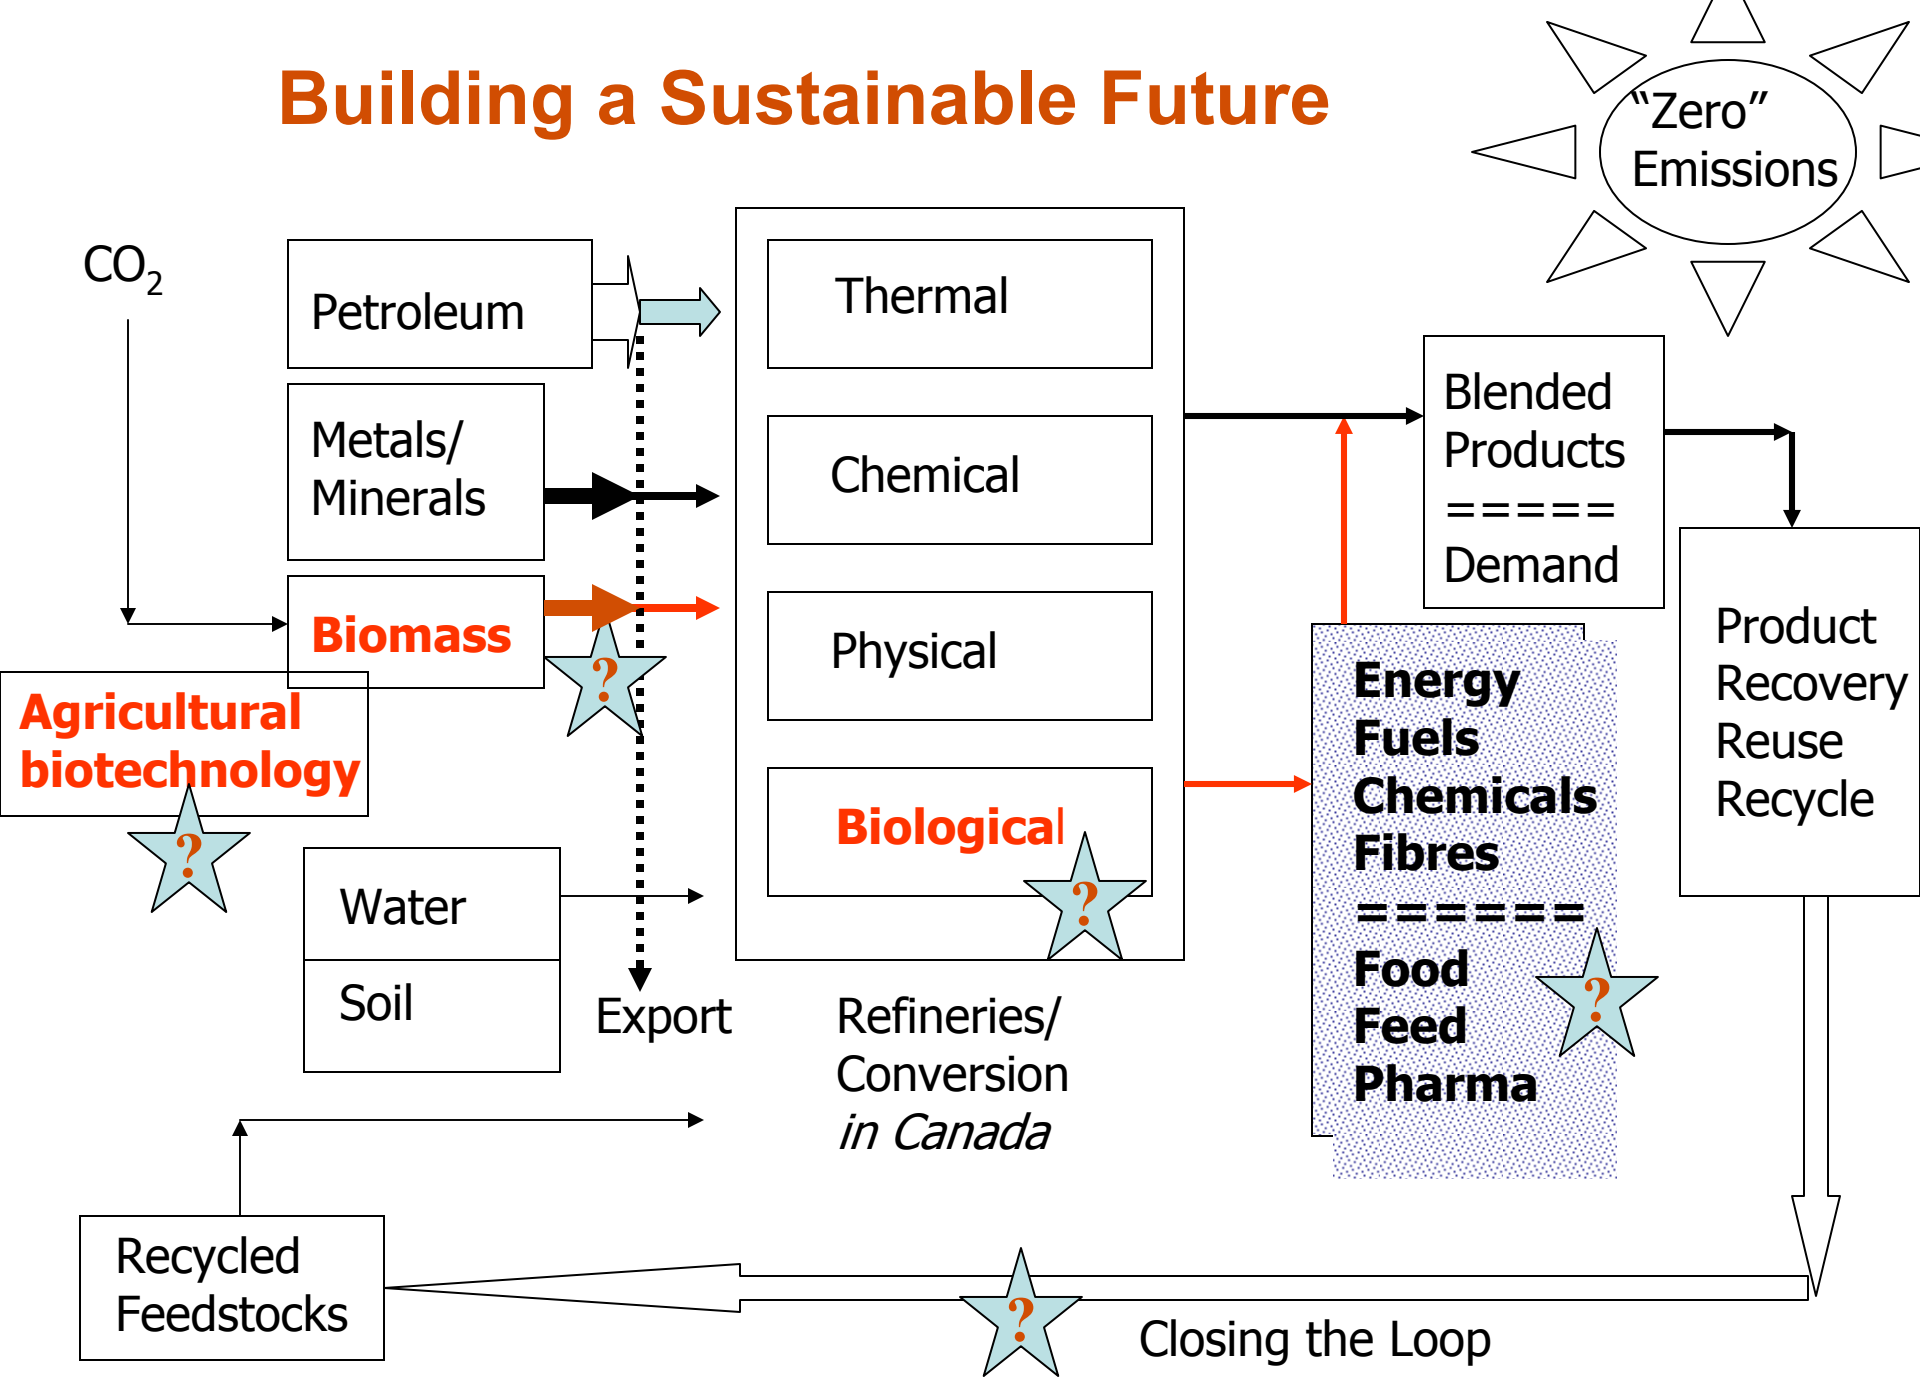 Building a Sustainable Future
“Zero”
Emissions
CO2
Petroleum
Metals/
Minerals
Biomass
?
Agricultural
biotechnology
?
Water
Soil
Export
Thermal
Chemical
Physical
Biological
?
Refineries/
Conversion
in Canada
Blended
Products
=====
Demand
Energy
Fuels
Chemicals
Fibres
======
Food
Feed
Pharma
?
Product
Recovery
Reuse
Recycle
Recycled
Feedstocks
?
Closing the Loop